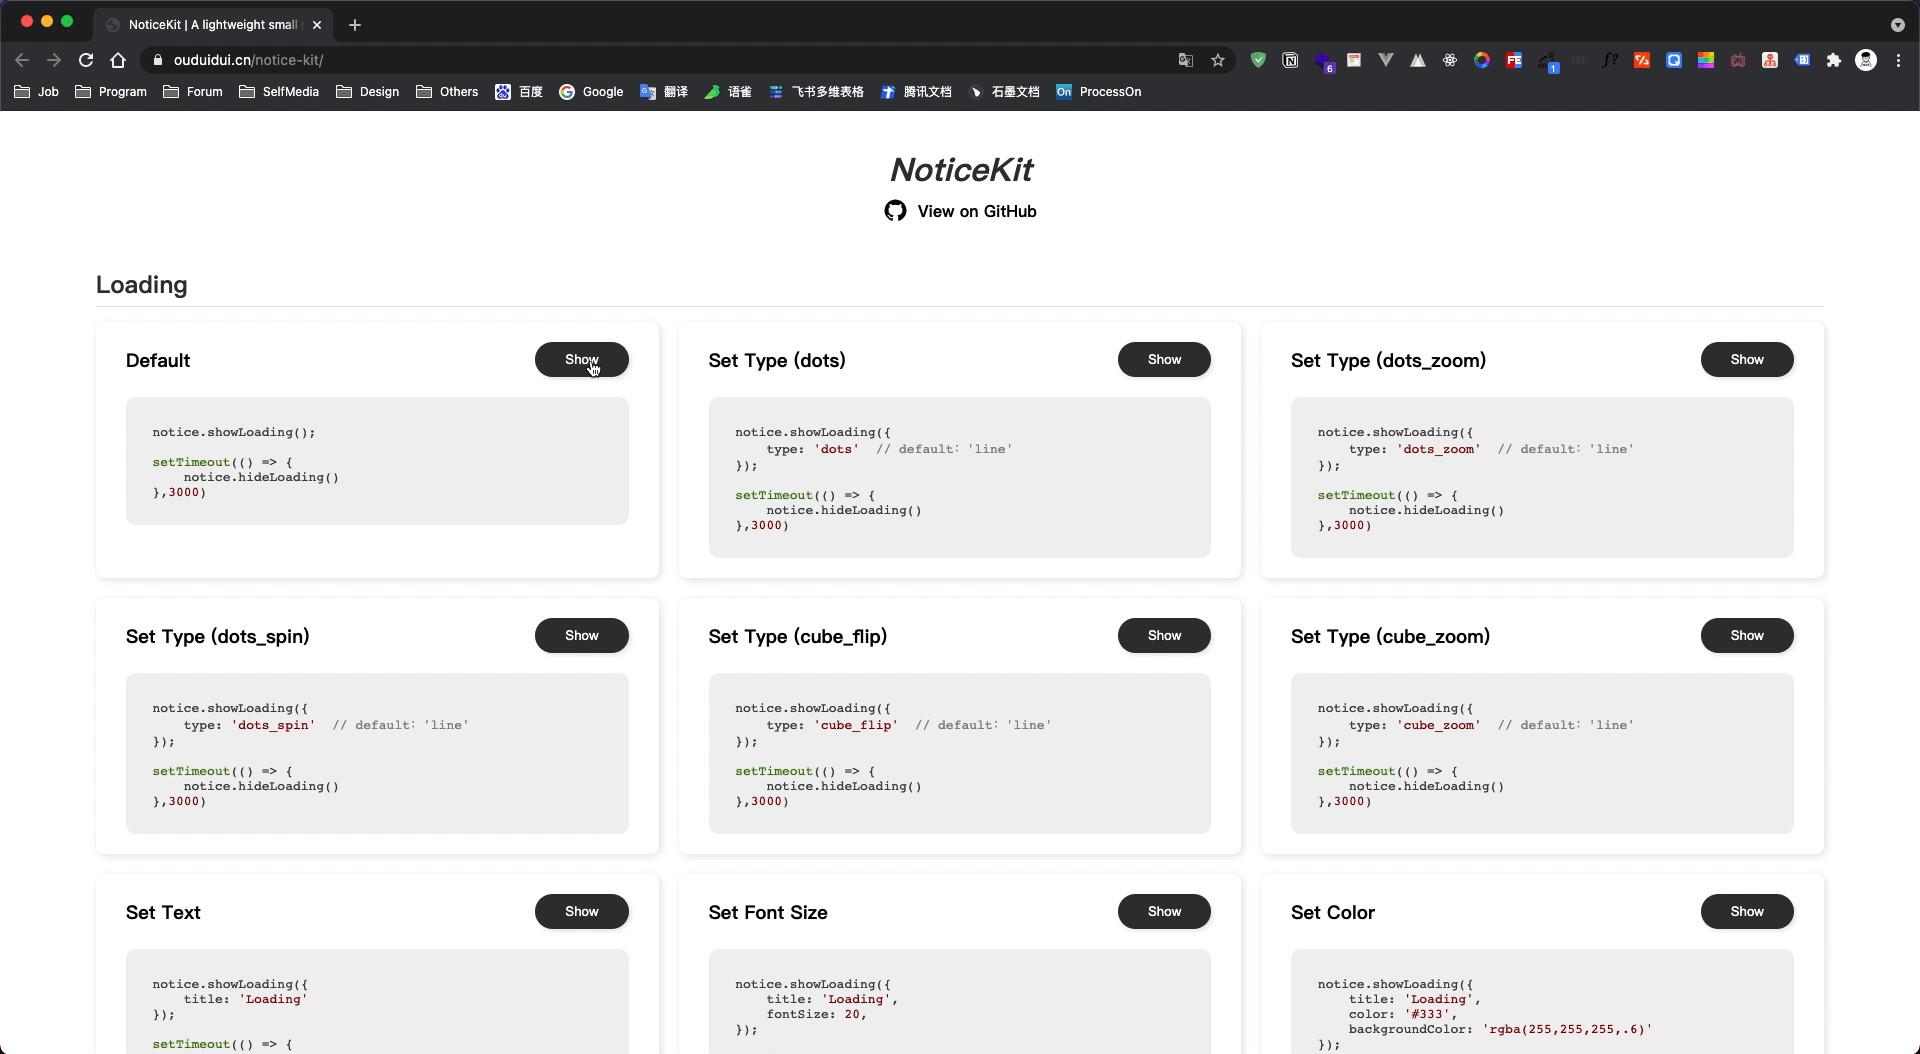 NoticeKit | A lightweight small
ouduidui.cn/notice-kit/
6
FE
1
m
f?
Job
Program
Forum
SelfMedia
Design
Others
百度
Google
翻译
语雀
飞书多维表格
腾讯文档
石墨文档
On
ProcessOn
NoticeKit
View on GitHub
Loading
Default
Show
notice.showLoading();
setTimeout(() => {
notice.hideLoading()
},3000)
Set Type (dots)
Show
notice.showLoading({
type: 'dots' // default: 'line'
});
setTimeout(() => {
notice.hideLoading()
},3000)
Set Type (dots_zoom)
Show
notice.showLoading({
type: 'dots_zoom' // default: 'line'
});
setTimeout(() => {
notice.hideLoading()
},3000)
Set Type (dots_spin)
Show
notice.showLoading({
type: 'dots_spin' // default: 'line'
});
setTimeout(() => {
notice.hideLoading()
},3000)
Set Type (cube_flip)
Show
notice.showLoading({
type: 'cube_flip' // default: 'line'
});
setTimeout(() => {
notice.hideLoading()
},3000)
Set Type (cube_zoom)
Show
notice.showLoading({
type: 'cube_zoom' // default: 'line'
});
setTimeout(() => {
notice.hideLoading()
},3000)
Set Text
Show
notice.showLoading({
title: 'Loading'
});
setTimeout(() => {
Set Font Size
Show
notice.showLoading({
title: 'Loading',
fontSize: 20,
});
Set Color
Show
notice.showLoading({
title: 'Loading',
color: '#333',
backgroundColor: 'rgba(255,255,255,.6)'
});